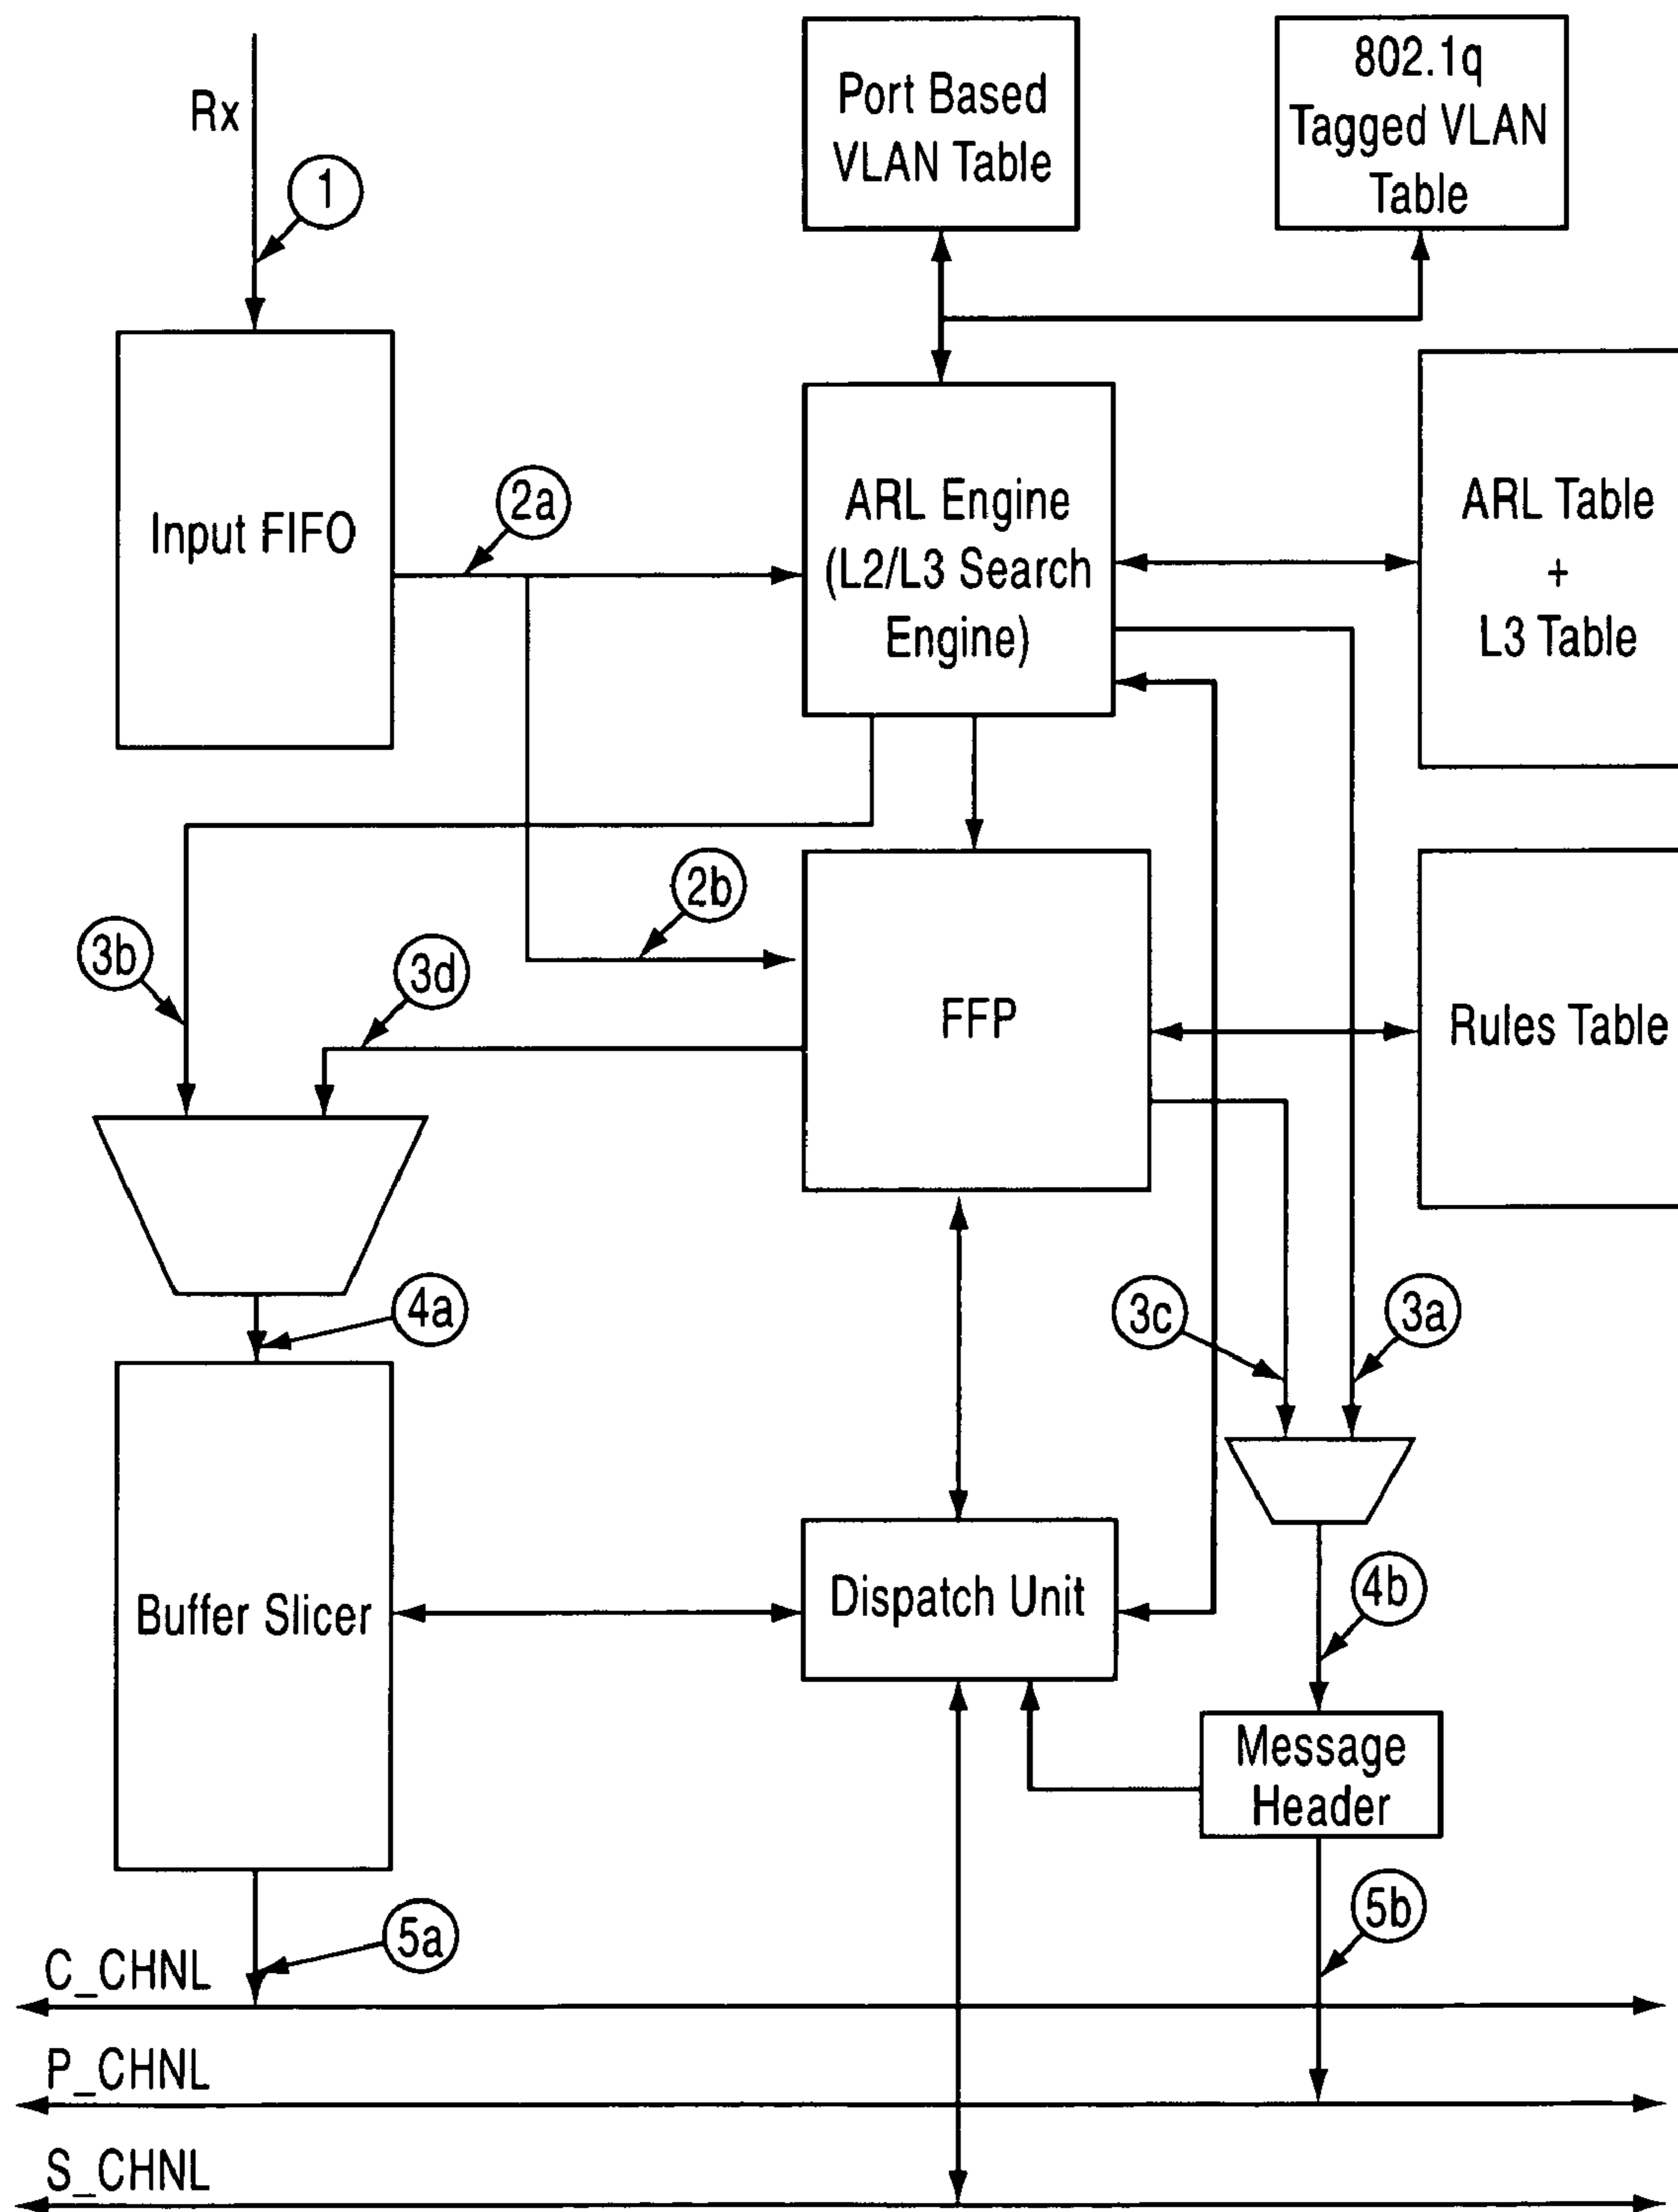 Rx
1
Port Based
VLAN Table
802.1q
Tagged VLAN
Table
Input FIFO
2a
ARL Engine
(L2/L3 Search
Engine)
ARL Table
+
L3 Table
2b
3b
3d
FFP
Rules Table
4a
3c
3a
Buffer Slicer
Dispatch Unit
4b
Message
Header
5a
5b
C_CHNL
P_CHNL
S_CHNL